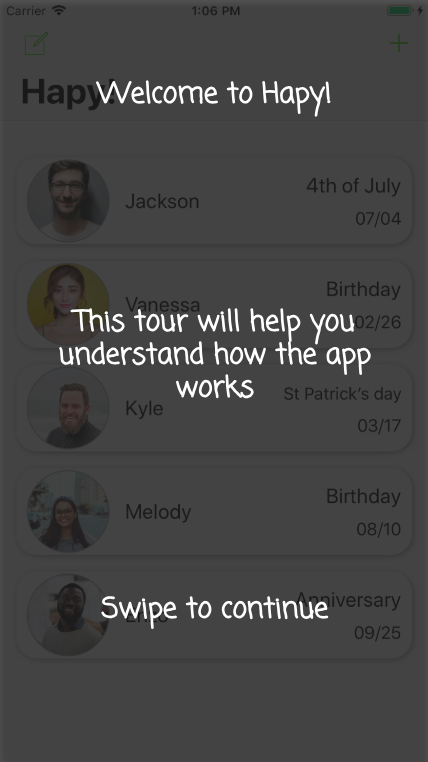 Carrier 1:06 PM
Hapy!
Welcome to Hapy!
Jackson
4th of July
07/04
Vanessa
Birthday
02/26
This tour will help you
understand how the app
works
Kyle
St Patrick's day
03/17
Melody
Birthday
08/10
Anniversary
09/25
Swipe to continue